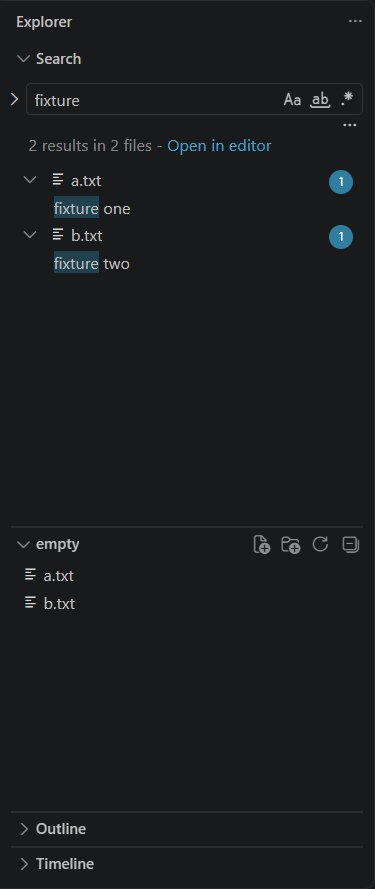 Explorer
Search
fixture
Aa ab .*
2 results in 2 files - Open in editor
a.txt 1
fixture one
b.txt 1
fixture two
empty
a.txt
b.txt
Outline
Timeline